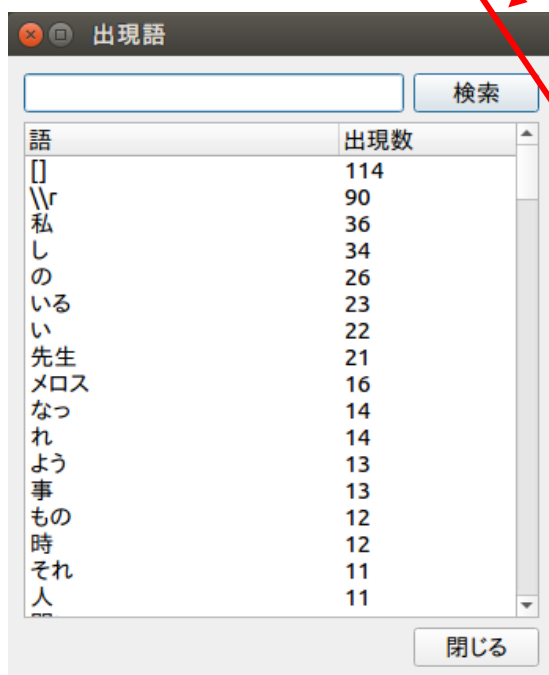 出現語
検索
語 出現数
[] 114
\\r 90
私 36
し 34
の 26
いる 23
い 22
先生 21
メロス 16
なっ 14
れ 14
よう 13
事 13
もの 12
時 12
それ 11
人 11
閉じる